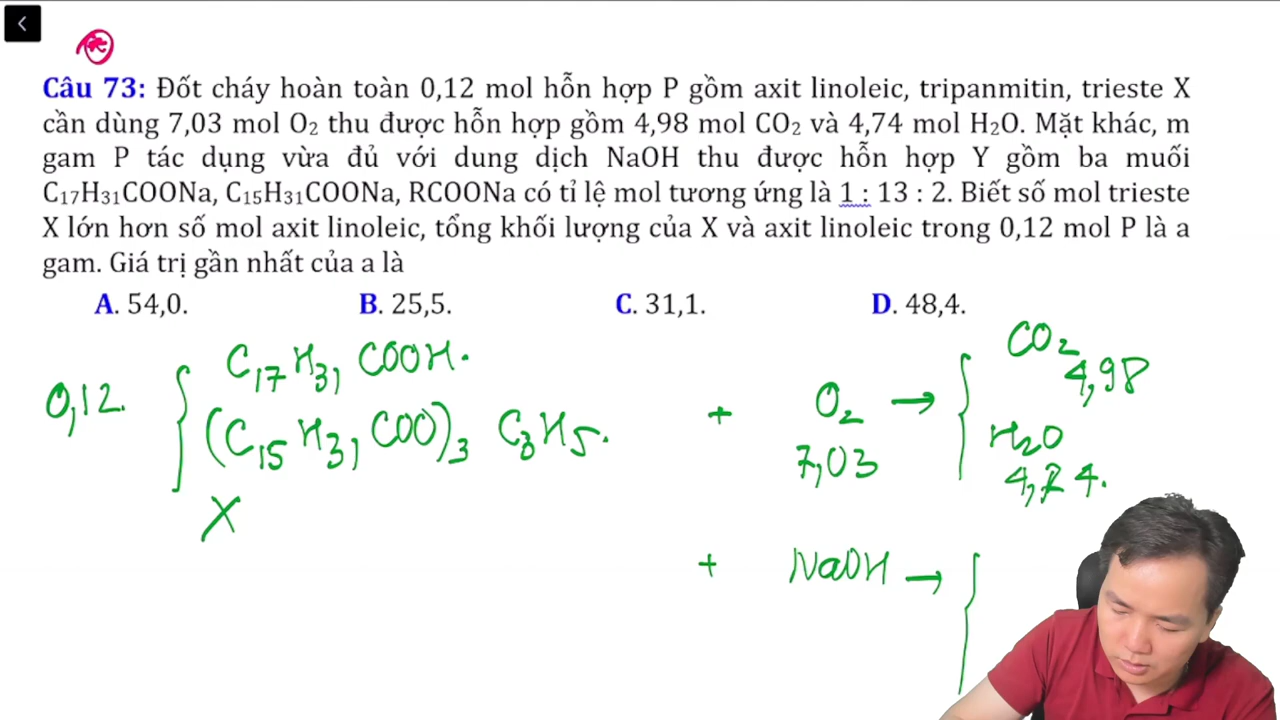 Câu 73: Đốt cháy hoàn toàn 0,12 mol hỗn hợp P gồm axit linoleic, tripanmitin, trieste X
cần dùng 7,03 mol O₂ thu được hỗn hợp gồm 4,98 mol CO₂ và 4,74 mol H₂O. Mặt khác, m
gam P tác dụng vừa đủ với dung dịch NaOH thu được hỗn hợp Y gồm ba muối
C₁₇H₃₁COONa, C₁₅H₃₁COONa, RCOONa có tỉ lệ mol tương ứng là 1 : 13 : 2. Biết số mol trieste
X lớn hơn số mol axit linoleic, tổng khối lượng của X và axit linoleic trong 0,12 mol P là a
gam. Giá trị gần nhất của a là
A. 54,0. B. 25,5. C. 31,1. D. 48,4.
C₁₇H₃₁COOH.
0,12. (C₁₅H₃₁COO)₃C₃H₅. + O₂ → CO₂
7,03 4,98
H₂O
4,74.
X
+ NaOH →